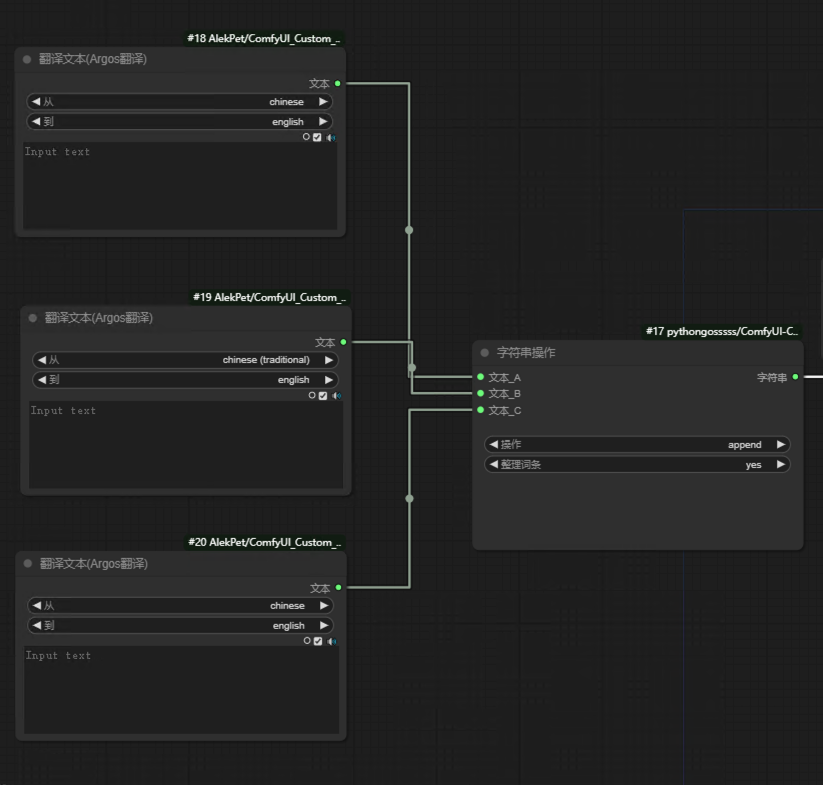 #18 AlekPet/ComfyUI_Custom_..
翻译文本(Argos翻译)
文本
从 chinese
到 english
Input text
#19 AlekPet/ComfyUI_Custom_..
翻译文本(Argos翻译)
文本
从 chinese (traditional)
到 english
Input text
#17 pythongosssss/ComfyUI-C..
字符串操作
文本_A 字符串
文本_B
文本_C
操作 append
整理词条 yes
#20 AlekPet/ComfyUI_Custom_..
翻译文本(Argos翻译)
文本
从 chinese
到 english
Input text